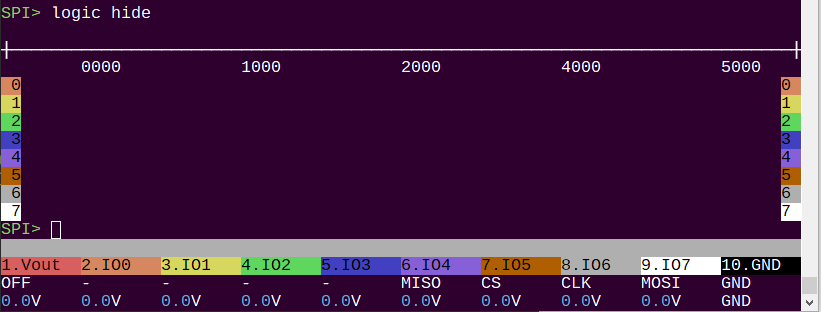 SPI> logic hide
0000 1000 2000 4000 5000
0 0
1 1
2 2
3 3
4 4
5 5
6 6
7 7
SPI>
1.Vout 2.IO0 3.IO1 4.IO2 5.IO3 6.IO4 7.IO5 8.IO6 9.IO7 10.GND
OFF - - - - MISO CS CLK MOSI GND
0.0V 0.0V 0.0V 0.0V 0.0V 0.0V 0.0V 0.0V 0.0V GND